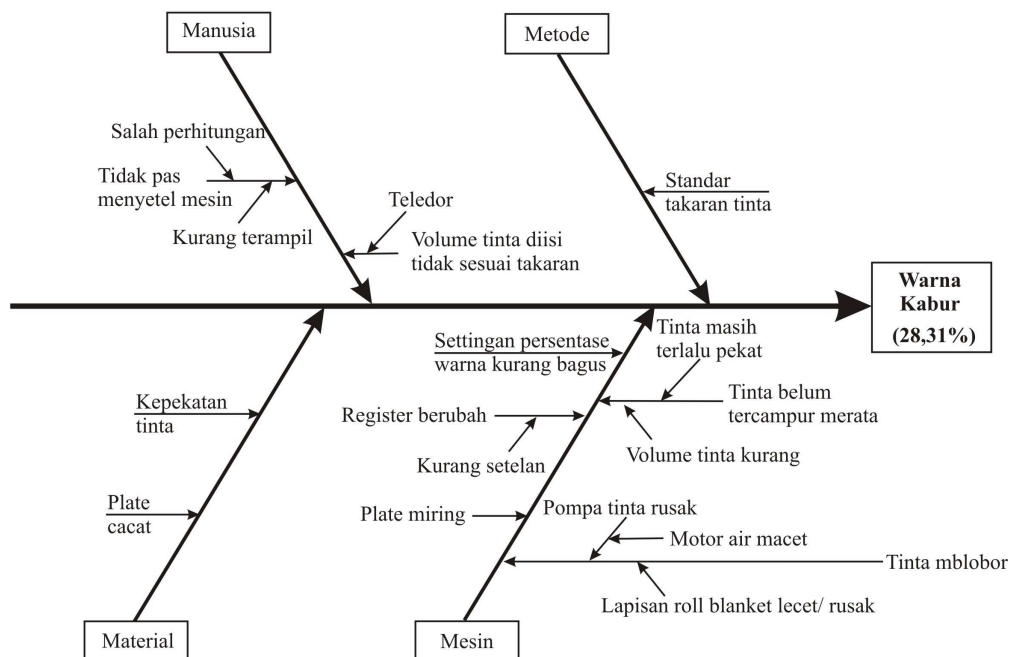 Manusia
Metode
Salah perhitungan
Tidak pas
menyetel mesin
Kurang terampil
Teledor
Volume tinta diisi
tidak sesuai takaran
Standar
takaran tinta
Warna
Kabur
(28,31%)
Settingan persentase
warna kurang bagus
Tinta masih
terlalu pekat
Kepekatan
tinta
Register berubah
Tinta belum
tercampur merata
Kurang setelan
Volume tinta kurang
Plate
cacat
Plate miring
Pompa tinta rusak
Motor air macet
Tinta mblobor
Lapisan roll blanket lecet/ rusak
Material
Mesin